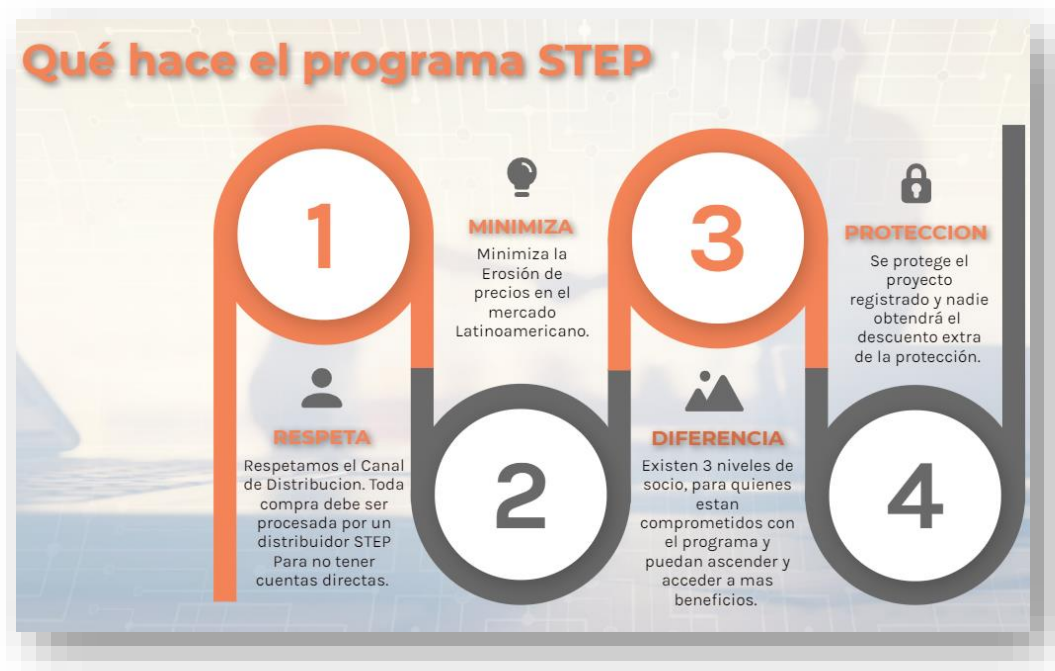 Qué hace el programa STEP
1
RESPETA
Respetamos el Canal
de Distribucion. Toda
compra debe ser
procesada por un
distribuidor STEP
Para no tener
cuentas directas.
MINIMIZA
Minimiza la
Erosión de
precios en el
mercado
Latinoamericano.
2
3
DIFERENCIA
Existen 3 niveles de
socio, para quienes
estan
comprometidos con
el programa y
puedan ascender y
acceder a mas
beneficios.
PROTECCION
Se protege el
proyecto
registrado y nadie
obtendrá el
descuento extra
de la protección.
4